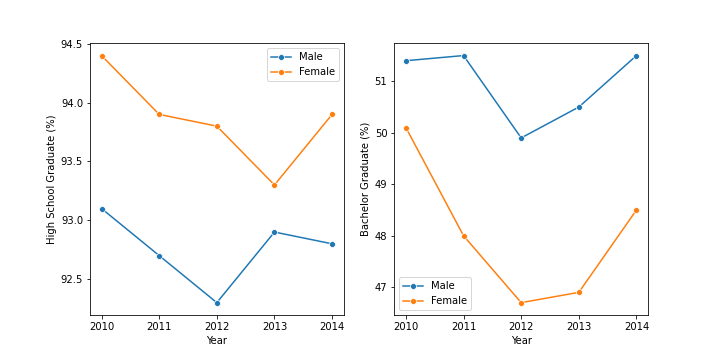 High School Graduate (%)
94.5
94.0
93.5
93.0
92.5
Male
Female
2010 2011 2012 2013 2014
Year
Bachelor Graduate (%)
51
50
49
48
47
Male
Female
2010 2011 2012 2013 2014
Year